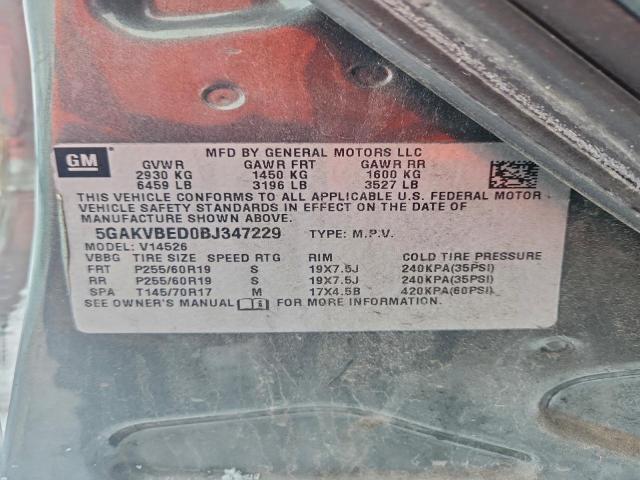 GM
MFD BY GENERAL MOTORS LLC
GVWR GAWR FRT GAWR RR
2930 KG 1450 KG 1600 KG
6459 LB 3196 LB 3527 LB
THIS VEHICLE CONFORMS TO ALL APPLICABLE U.S. FEDERAL MOTOR
VEHICLE SAFETY STANDARDS IN EFFECT ON THE DATE OF
MANUFACTURE SHOWN ABOVE.
5GAKVBED0BJ347229 TYPE: M.P.V.
MODEL: V14526
VBBG TIRE SIZE SPEED RTG RIM COLD TIRE PRESSURE
FRT P255/60R19 S 19X7.5J 240KPA(35PSI)
RR P255/60R19 S 19X7.5J 240KPA(35PSI)
SPA T145/70R17 M 17X4.5B 420KPA(60PSI)
SEE OWNER'S MANUAL FOR MORE INFORMATION.